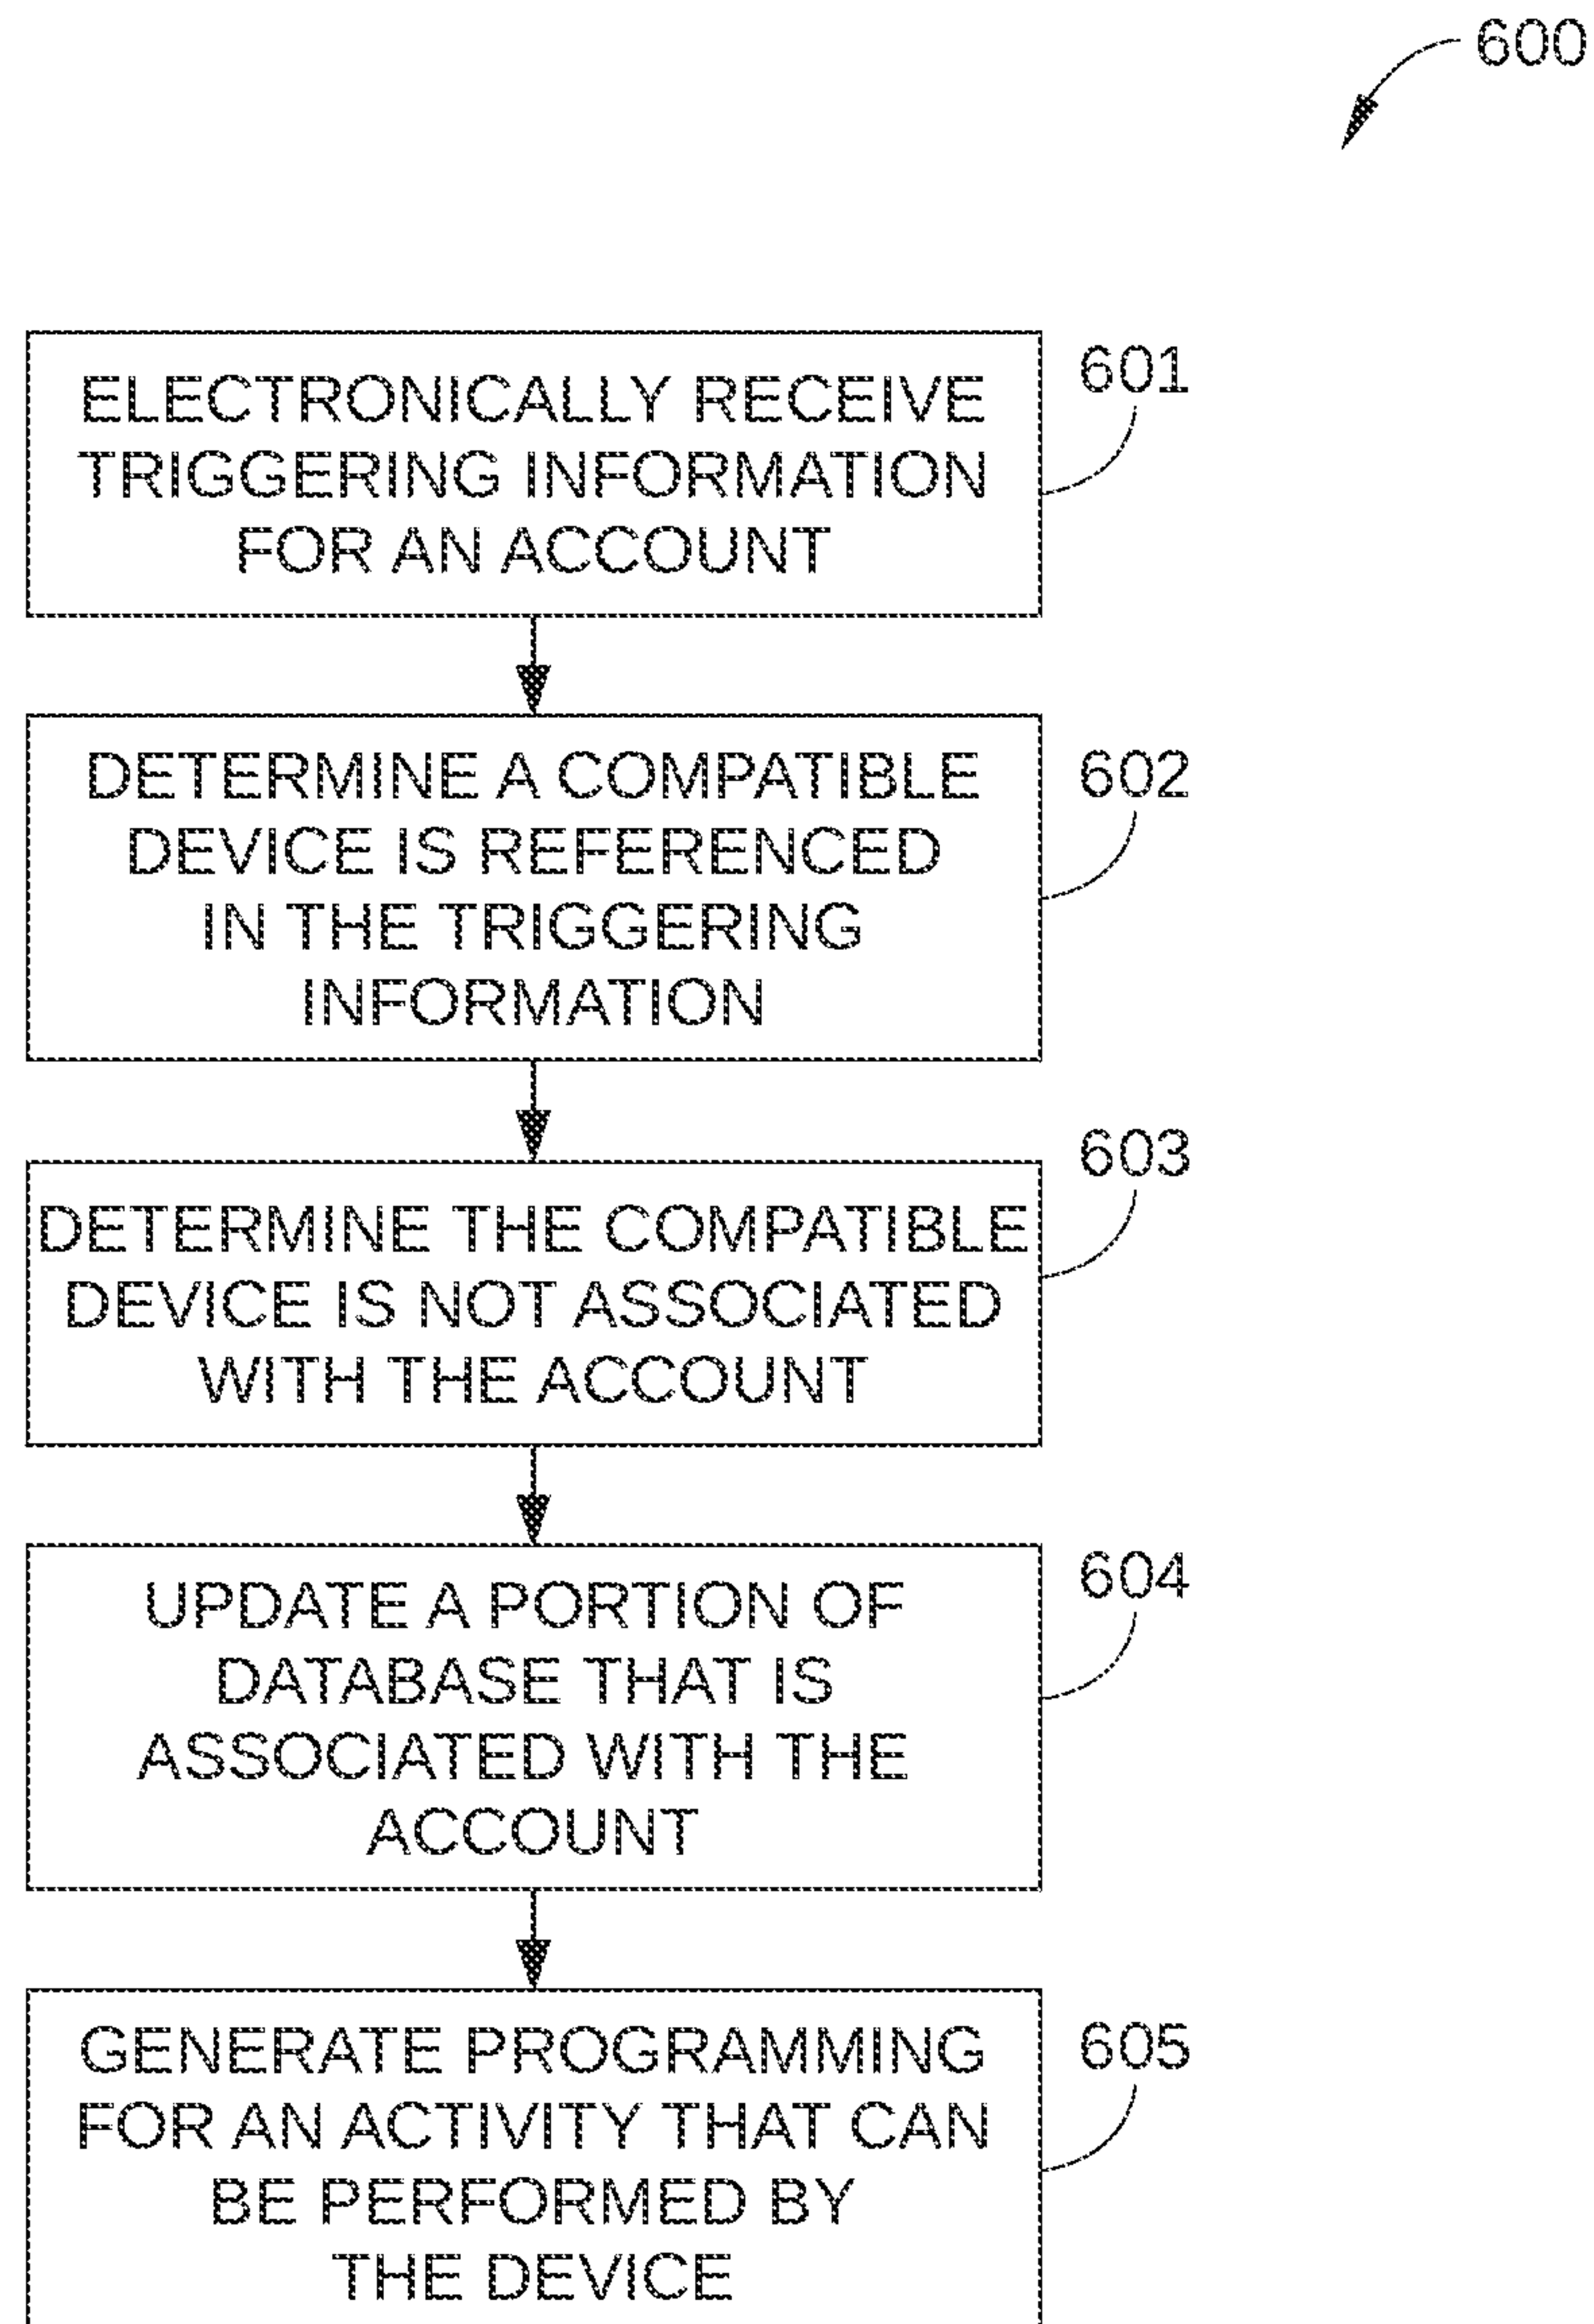 600
ELECTRONICALLY RECEIVE
TRIGGERING INFORMATION
FOR AN ACCOUNT
601
DETERMINE A COMPATIBLE
DEVICE IS REFERENCED
IN THE TRIGGERING
INFORMATION
602
DETERMINE THE COMPATIBLE
DEVICE IS NOT ASSOCIATED
WITH THE ACCOUNT
603
UPDATE A PORTION OF
DATABASE THAT IS
ASSOCIATED WITH THE
ACCOUNT
604
GENERATE PROGRAMMING
FOR AN ACTIVITY THAT CAN
BE PERFORMED BY
THE DEVICE
605